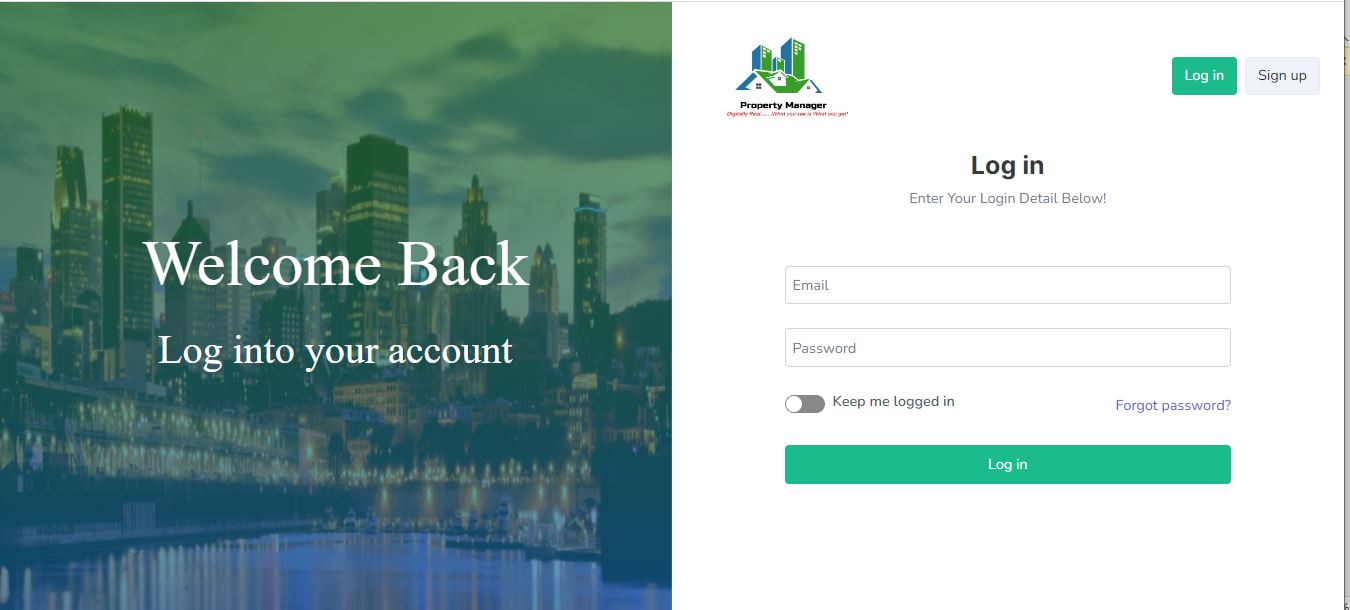 Welcome Back
Log into your account
Property Manager
Digitally Real.......What you see is What you get!
Log in
Sign up
Log in
Enter Your Login Detail Below!
Email
Password
Keep me logged in
Forgot password?
Log in